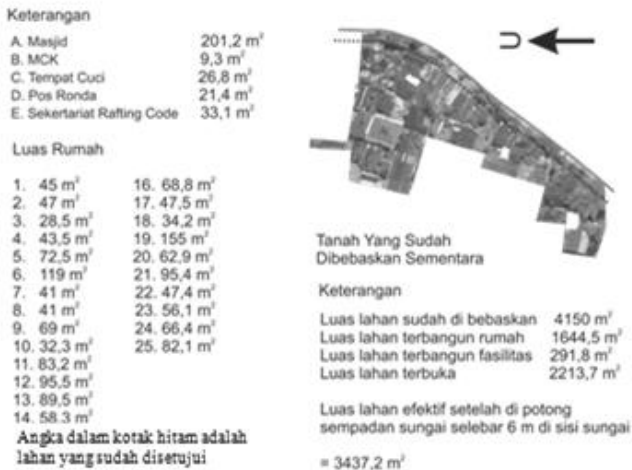 Keterangan
A. Masjid 201,2 m²
B. MCK 9,3 m²
C. Tempat Cuci 26,8 m²
D. Pos Ronda 21,4 m²
E. Sekertariat Rafting Code 33,1 m²
Luas Rumah
1. 45 m²
2. 47 m²
3. 28,5 m²
4. 43,5 m²
5. 72,5 m²
6. 119 m²
7. 41 m²
8. 41 m²
9. 69 m²
10. 32,3 m²
11. 83,2 m²
12. 95,5 m²
13. 89,5 m²
14. 58.3 m²
16. 68,8 m²
17. 47,5 m²
18. 34,2 m²
19. 155 m²
20. 62,9 m²
21. 95,4 m²
22. 47,4 m²
23. 56,1 m²
24. 66,4 m²
25. 82,1 m²
Angka dalam kotak hitam adalah
lahan yang sudah disetujui
U
Tanah Yang Sudah
Dibebaskan Sementara
Keterangan
Luas lahan sudah di bebaskan 4150 m²
Luas lahan terbangun rumah 1644,5 m²
Luas lahan terbangun fasilitas 291,8 m²
Luas lahan terbuka 2213,7 m²
Luas lahan efektif setelah di potong
sempadan sungai selebar 6 m di sisi sungai
= 3437,2 m²